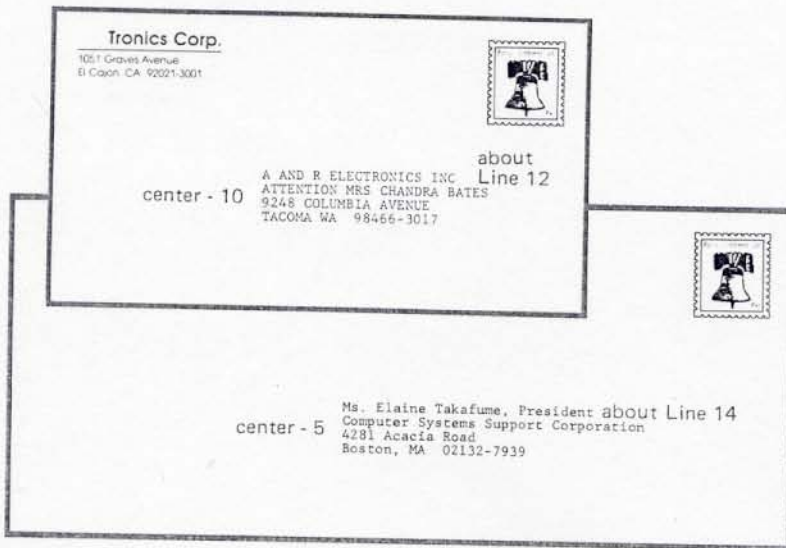 Tronics Corp.
1051 Graves Avenue
El Cajon CA 92021-3001
about
Line 12
center - 10
A AND R ELECTRONICS INC
ATTENTION MRS CHANDRA BATES
9248 COLUMBIA AVENUE
TACOMA WA 98466-3017
center - 5
Ms. Elaine Takafume, President about Line 14
Computer Systems Support Corporation
4281 Acacia Road
Boston, MA 02132-7939